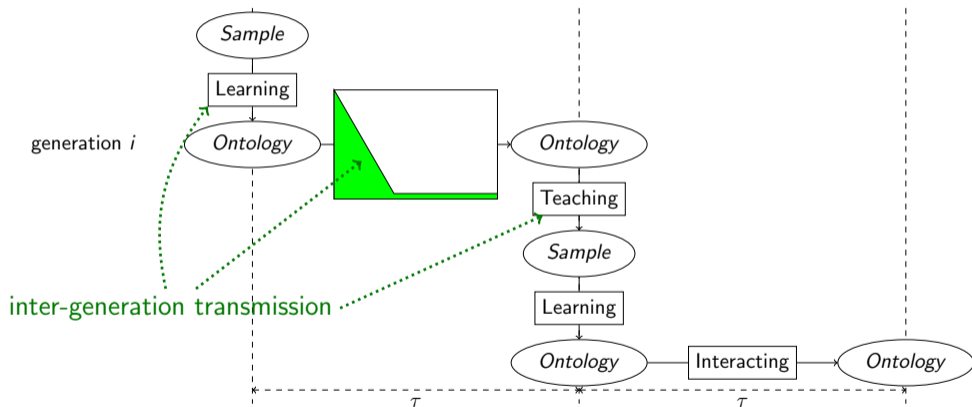 Sample
Learning
generation i
Ontology
Ontology
Teaching
Sample
inter-generation transmission
Learning
Ontology
Interacting
Ontology
τ
τ